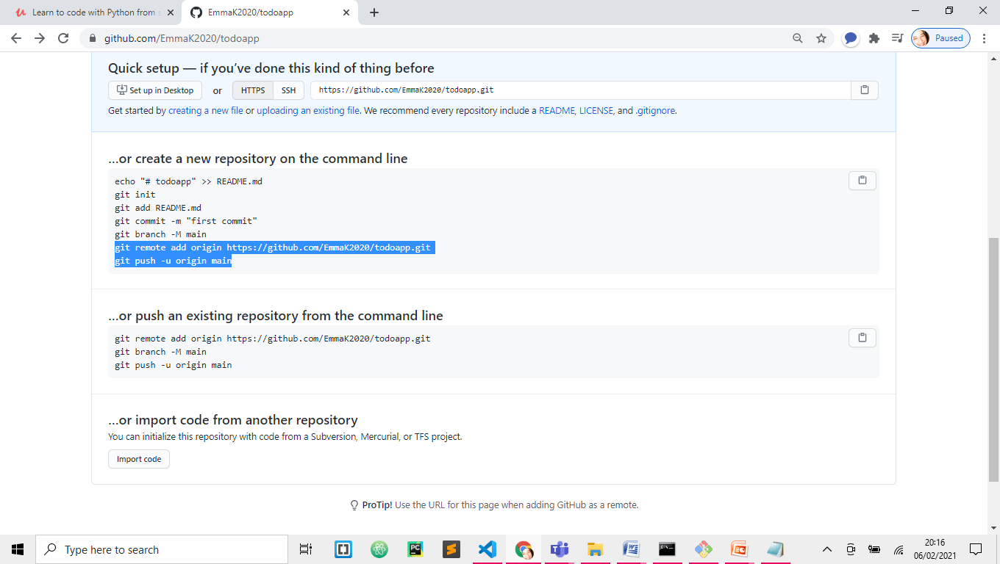 Learn to code with Python from s
EmmaK2020/todoapp
github.com/EmmaK2020/todoapp
Paused
Quick setup — if you've done this kind of thing before
Set up in Desktop or HTTPS SSH https://github.com/EmmaK2020/todoapp.git
Get started by creating a new file or uploading an existing file. We recommend every repository include a README, LICENSE, and .gitignore.
…or create a new repository on the command line
echo "# todoapp" >> README.md
git init
git add README.md
git commit -m "first commit"
git branch -M main
git remote add origin https://github.com/EmmaK2020/todoapp.git
git push -u origin main
…or push an existing repository from the command line
git remote add origin https://github.com/EmmaK2020/todoapp.git
git branch -M main
git push -u origin main
…or import code from another repository
You can initialize this repository with code from a Subversion, Mercurial, or TFS project.
Import code
ProTip! Use the URL for this page when adding GitHub as a remote.
Type here to search
20:16
06/02/2021